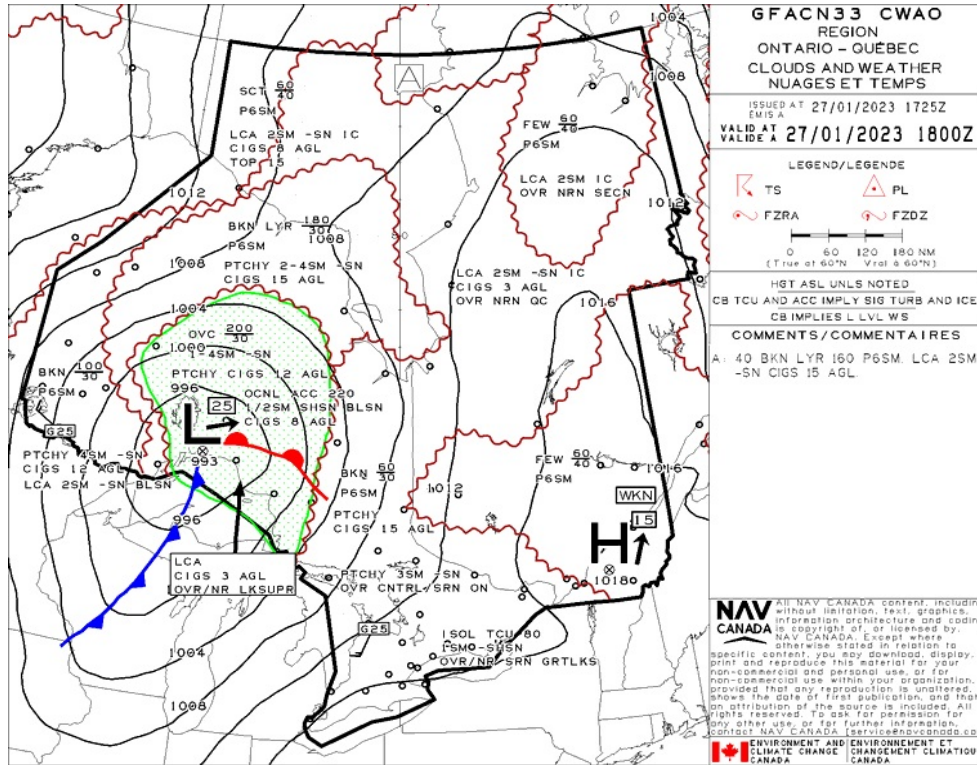 GFACN33 CWAO
REGION
ONTARIO - QUÉBEC
CLOUDS AND WEATHER
NUAGES ET TEMPS
ISSUED AT 27/01/2023 1725Z
ÉMIS A
VALID AT 27/01/2023 1800Z
VALIDE A
LEGEND/LÉGENDE
TS
PL
FZRA
FZDZ
0 60 120 180 NM
(True at 60°N Vrai à 60°N)
HGT ASL UNLS NOTED
CB TCU AND ACC IMPLY SIG TURB AND ICE
CB IMPLIES L LVL WS
COMMENTS/COMMENTAIRES
A: 40 BKN LYR 160 P6SM. LCA 2SM
-SN CIGS 15 AGL.
1004
1008
A
SCT 60/40
P6SM
LCA 2SM -SN IC
CIGS 8 AGL
TOP 15
FEW 60/40
P6SM
LCA 2SM IC
OVR NRN SECN
1012
1012
BKN LYR 180/30
1008
P6SM
PTCHY 2-4SM -SN
CIGS 15 AGL
80
1008
LCA 2SM -SN IC
CIGS 3 AGL
OVR NRN QC
1016
1004
OVC 200/30
1-4SM -SN
PTCHY CIGS 12 AGL
1000
BKN 100/30
P6SM
996
OCNL ACC 220
1/2SM SHSN BLSN
CIGS 8 AGL
25
L
993
G25
PTCHY 4SM -SN
CIGS 12 AGL
LCA 2SM -SN BLSN
BKN 60/30
P6SM
PTCHY
CIGS 15 AGL
1012
FEW 60/40
P6SM
1016
WKN
15
H
1018
996
LCA
CIGS 3 AGL
OVR/NR LKSUPR
PTCHY 3SM -SN
OVR CNTRL/SRN ON
G25
ISOL TCU 80
1SM -SHSN
OVR/NR SRN GRTLKS
1004
1008
NAV
CANADA
All NAV CANADA content, including
without limitation, text, graphics,
information architecture and coding
is copyright of, or licensed by,
NAV CANADA. Except where
otherwise stated in relation to
specific content, you may download, display,
print and reproduce this material for your
non-commercial and personal use, or for
non-commercial use within your organization,
provided that any reproduction is unaltered,
shows the date of first publication, and that
an attribution of the source is included. All
rights reserved. To ask for permission for
any other use, or for further information,
contact NAV CANADA [service@navcanada.ca
ENVIRONMENT AND
CLIMATE CHANGE
CANADA
ENVIRONNEMENT ET
CHANGEMENT CLIMATIQUE
CANADA